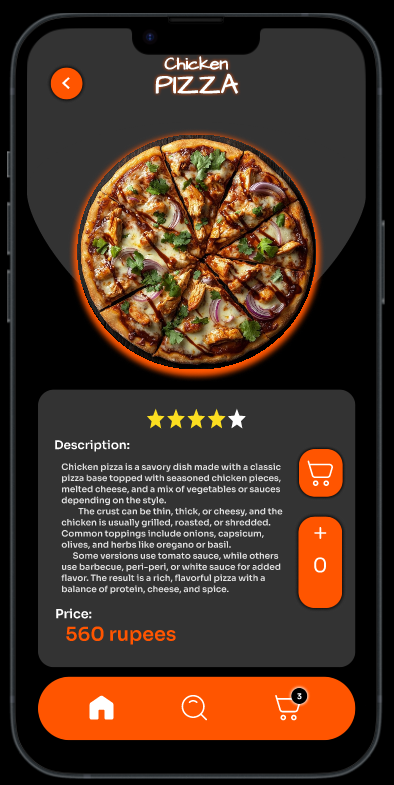 Chicken
PIZZA
Description:
Chicken pizza is a savory dish made with a classic
pizza base topped with seasoned chicken pieces,
melted cheese, and a mix of vegetables or sauces
depending on the style.
The crust can be thin, thick, or cheesy, and the
chicken is usually grilled, roasted, or shredded.
Common toppings include onions, capsicum,
olives, and herbs like oregano or basil.
Some versions use tomato sauce, while others
use barbecue, peri-peri, or white sauce for added
flavor. The result is a rich, flavorful pizza with a
balance of protein, cheese, and spice.
+
0
Price:
560 rupees
3